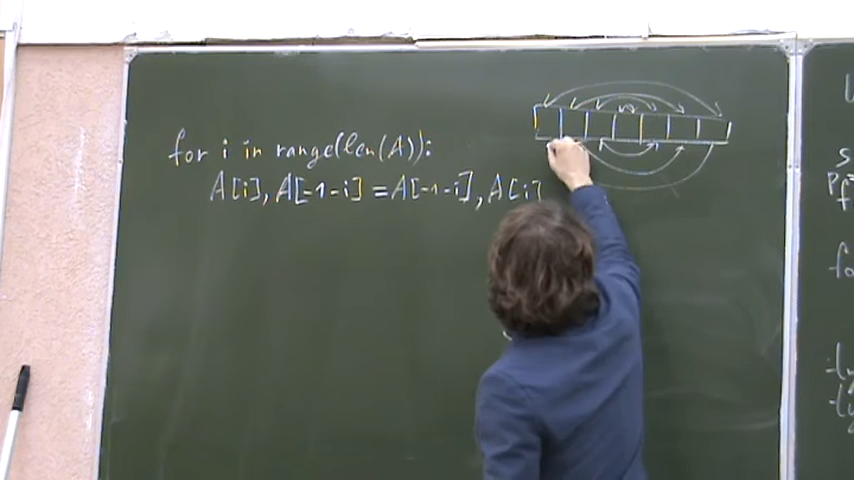 for i in range(len(A)):
A[i], A[-1-i] = A[-1-i], A[i]